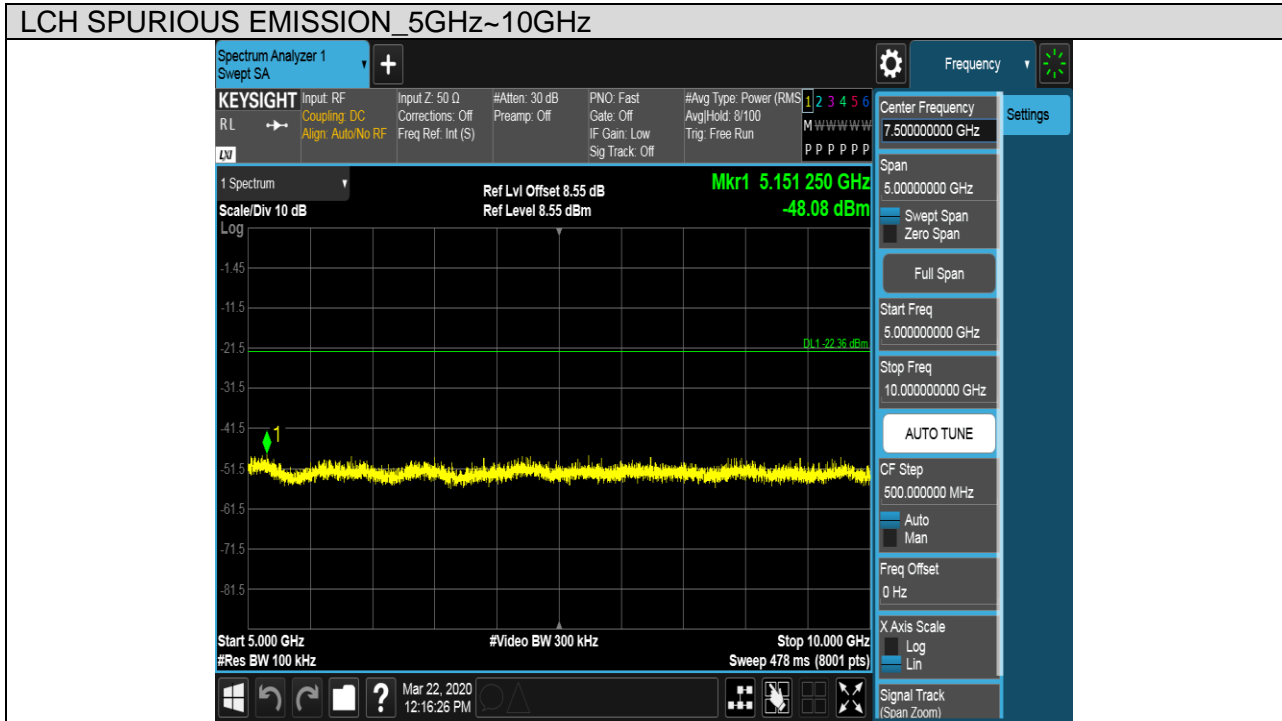 LCH SPURIOUS EMISSION_5GHz~10GHz
Spectrum Analyzer 1
Swept SA
+
Frequency
KEYSIGHT
RL
LXI
Input: RF
Coupling: DC
Align: Auto/No RF
Input Z: 50 Ω
Corrections: Off
Freq Ref: Int (S)
#Atten: 30 dB
Preamp: Off
PNO: Fast
Gate: Off
IF Gain: Low
Sig Track: Off
#Avg Type: Power (RMS
Avg|Hold: 8/100
Trig: Free Run
1 2 3 4 5 6
M W W W W W
P P P P P P
1 Spectrum
Scale/Div 10 dB
Log
Ref Lvl Offset 8.55 dB
Ref Level 8.55 dBm
Mkr1 5.151 250 GHz
-48.08 dBm
-1.45
-11.5
-21.5
DL1 -22.36 dBm
-31.5
-41.5
1
-51.5
-61.5
-71.5
-81.5
Start 5.000 GHz
#Res BW 100 kHz
#Video BW 300 kHz
Stop 10.000 GHz
Sweep 478 ms (8001 pts)
?
Mar 22, 2020
12:16:26 PM
Center Frequency
7.500000000 GHz
Settings
Span
5.00000000 GHz
Swept Span
Zero Span
Full Span
Start Freq
5.000000000 GHz
Stop Freq
10.000000000 GHz
AUTO TUNE
CF Step
500.000000 MHz
Auto
Man
Freq Offset
0 Hz
X Axis Scale
Log
Lin
Signal Track
(Span Zoom)